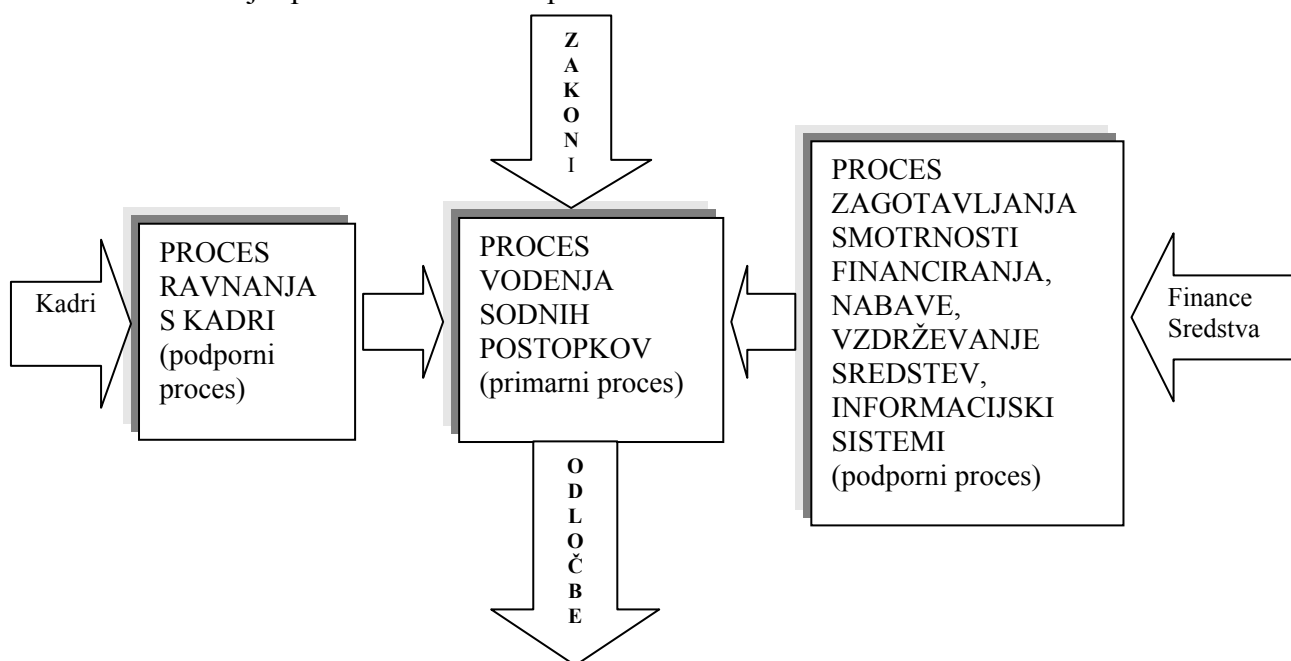 Z
A
K
O
N
I
Kadri
PROCES
RAVNANJA
S KADRI
(podporni
proces)
PROCES
VODENJA
SODNIH
POSTOPKOV
(primarni proces)
PROCES
ZAGOTAVLJANJA
SMOTRNOSTI
FINANCIRANJA,
NABAVE,
VZDRŽEVANJE
SREDSTEV,
INFORMACIJSKI
SISTEMI
(podporni proces)
Finance
Sredstva
O
D
L
O
Č
B
E